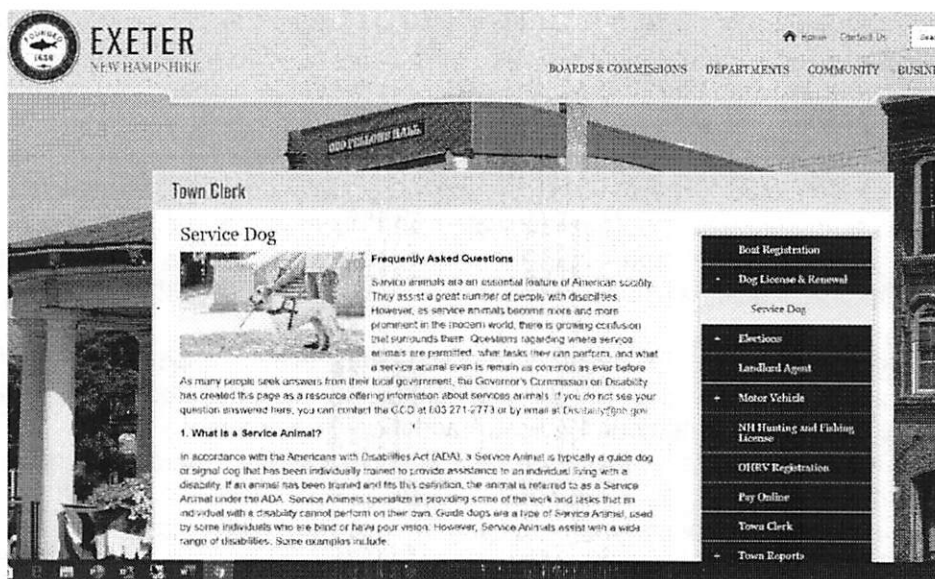 FOUNDED
1638
EXETER
NEW HAMPSHIRE
Home Contact Us
BOARDS & COMMISSIONS DEPARTMENTS COMMUNITY
ODD FELLOWS HALL
Town Clerk
Service Dog
Frequently Asked Questions
Service animals are an essential feature of American society.
They assist a great number of people with disabilities.
However, as service animals become more and more
prominent in the modern world, there is growing confusion
that surrounds them. Questions regarding where service
animals are permitted, what tasks they can perform, and what
a service animal even is remain as common as ever before
As many people seek answers from their local government, the Governor's Commission on Disability
has created this page as a resource offering information about services animals. If you do not see your
question answered here, you can contact the GCD at 603 271-2773 or by email at
1. What is a Service Animal?
In accordance with the Americans with Disabilities Act (ADA), a Service Animal is typically a guide dog
or signal dog that has been individually trained to provide assistance to an individual living with a
disability. If an animal has been trained and fits this definition, the animal is referred to as a Service
Animal under the ADA. Service Animals specialize in providing some of the work and tasks that an
individual with a disability cannot perform on their own. Guide dogs are a type of Service Animal, used
by some individuals who are blind or have poor vision. However, Service Animals assist with a wide
range of disabilities. Some examples include:
Boat Registration
+ Dog License & Renewal
Service Dog
+ Elections
Landlord Agent
+ Motor Vehicle
NH Hunting and Fishing
License
OHRV Registration
Pay Online
Town Clerk
+ Town Reports